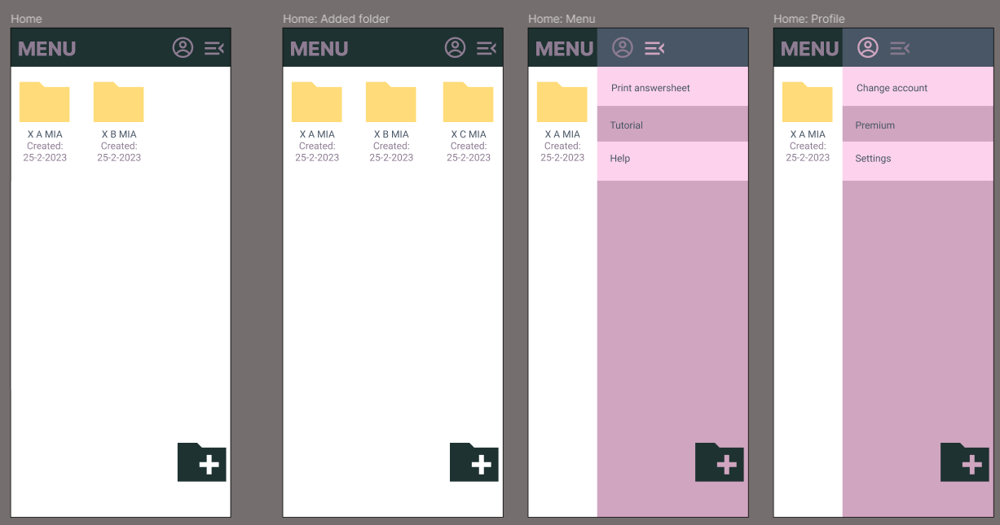 Home
MENU
X A MIA
Created:
25-2-2023
X B MIA
Created:
25-2-2023
Home: Added folder
MENU
X A MIA
Created:
25-2-2023
X B MIA
Created:
25-2-2023
X C MIA
Created:
25-2-2023
Home: Menu
MENU
X A MIA
Created:
25-2-2023
Print answersheet
Tutorial
Help
Home: Profile
MENU
X A MIA
Created:
25-2-2023
Change account
Premium
Settings